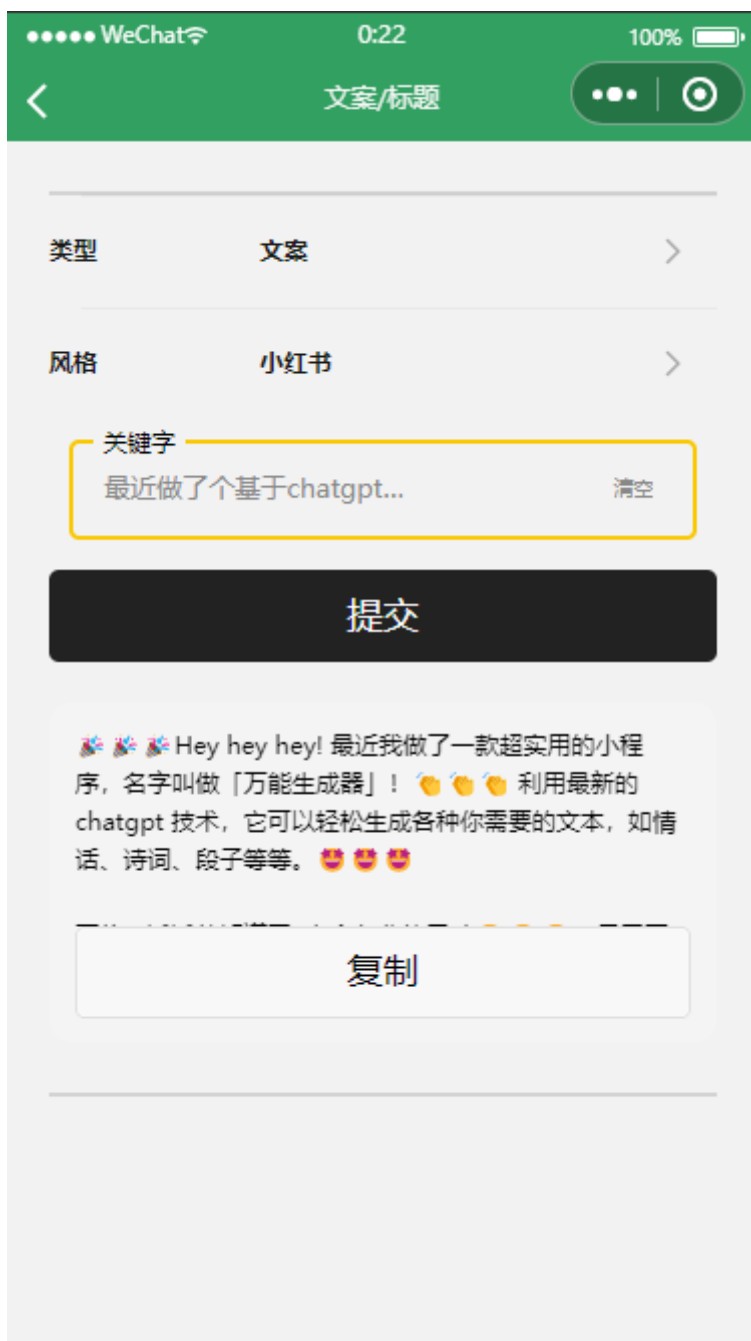 WeChat 0:22 100%
文案/标题
类型 文案
风格 小红书
关键字
最近做了个基于chatgpt... 清空
提交
🎉 🎉 🎉 Hey hey hey! 最近我做了一款超实用的小程
序，名字叫做「万能生成器」！ 👏 👏 👏 利用最新的
chatgpt 技术，它可以轻松生成各种你需要的文本，如情
话、诗词、段子等等。 🤩 🤩 🤩
复制